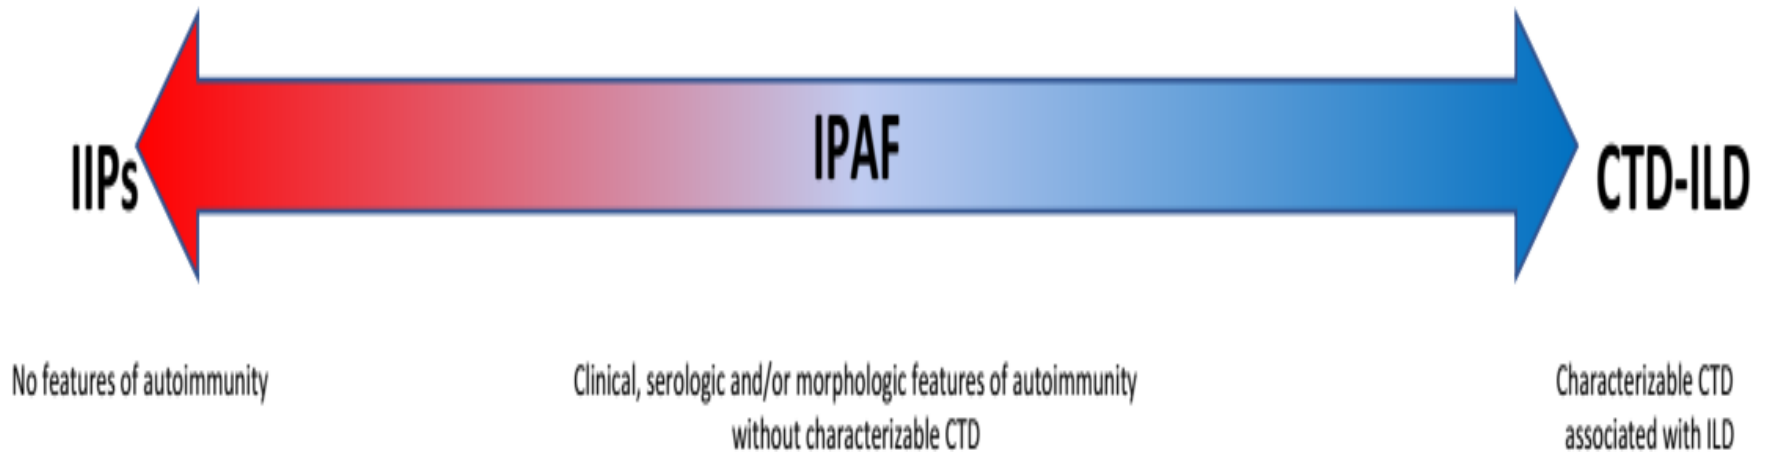 IIPs
IPAF
CTD-ILD
No features of autoimmunity
Clinical, serologic and/or morphologic features of autoimmunity
without characterizable CTD
Characterizable CTD
associated with ILD